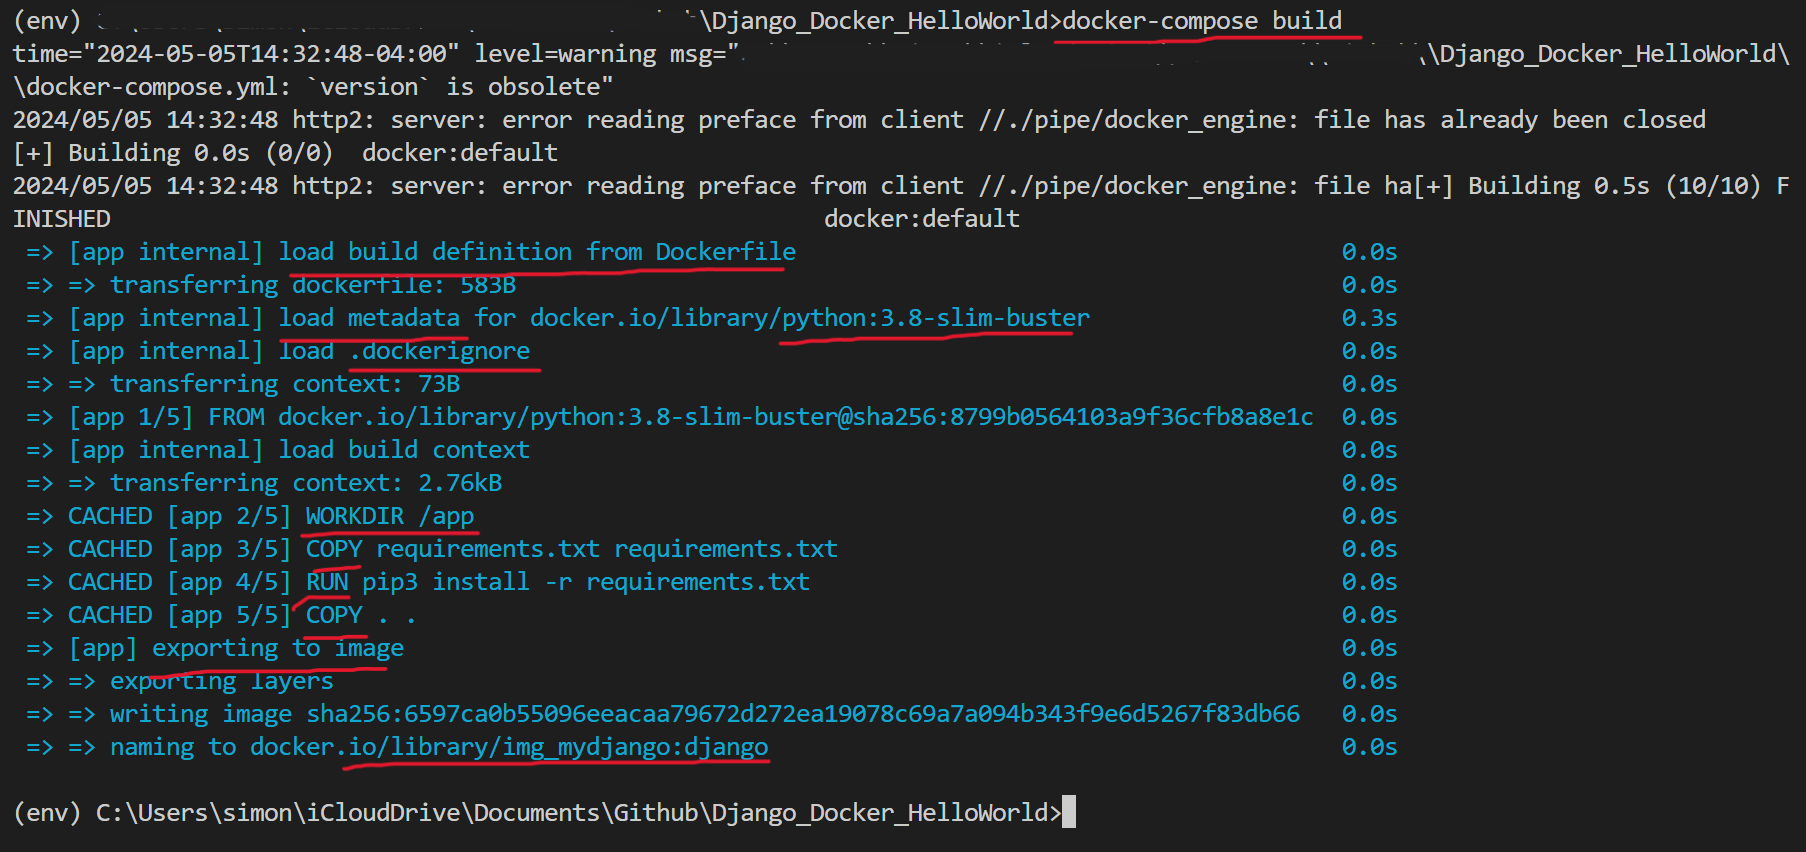 (env) \Django_Docker_HelloWorld>docker-compose build
time="2024-05-05T14:32:48-04:00" level=warning msg=" \\Django_Docker_HelloWorld\
\docker-compose.yml: `version` is obsolete"
2024/05/05 14:32:48 http2: server: error reading preface from client //./pipe/docker_engine: file has already been closed
[+] Building 0.0s (0/0)  docker:default
2024/05/05 14:32:48 http2: server: error reading preface from client //./pipe/docker_engine: file ha[+] Building 0.5s (10/10) F
INISHED docker:default
=> [app internal] load build definition from Dockerfile 0.0s
=> => transferring dockerfile: 583B 0.0s
=> [app internal] load metadata for docker.io/library/python:3.8-slim-buster 0.3s
=> [app internal] load .dockerignore 0.0s
=> => transferring context: 73B 0.0s
=> [app 1/5] FROM docker.io/library/python:3.8-slim-buster@sha256:8799b0564103a9f36cfb8a8e1c 0.0s
=> [app internal] load build context 0.0s
=> => transferring context: 2.76kB 0.0s
=> CACHED [app 2/5] WORKDIR /app 0.0s
=> CACHED [app 3/5] COPY requirements.txt requirements.txt 0.0s
=> CACHED [app 4/5] RUN pip3 install -r requirements.txt 0.0s
=> CACHED [app 5/5] COPY . . 0.0s
=> [app] exporting to image 0.0s
=> => exporting layers 0.0s
=> => writing image sha256:6597ca0b55096eeacaa79672d272ea19078c69a7a094b343f9e6d5267f83db66 0.0s
=> => naming to docker.io/library/img_mydjango:django 0.0s
(env) C:\Users\simon\iCloudDrive\Documents\Github\Django_Docker_HelloWorld>